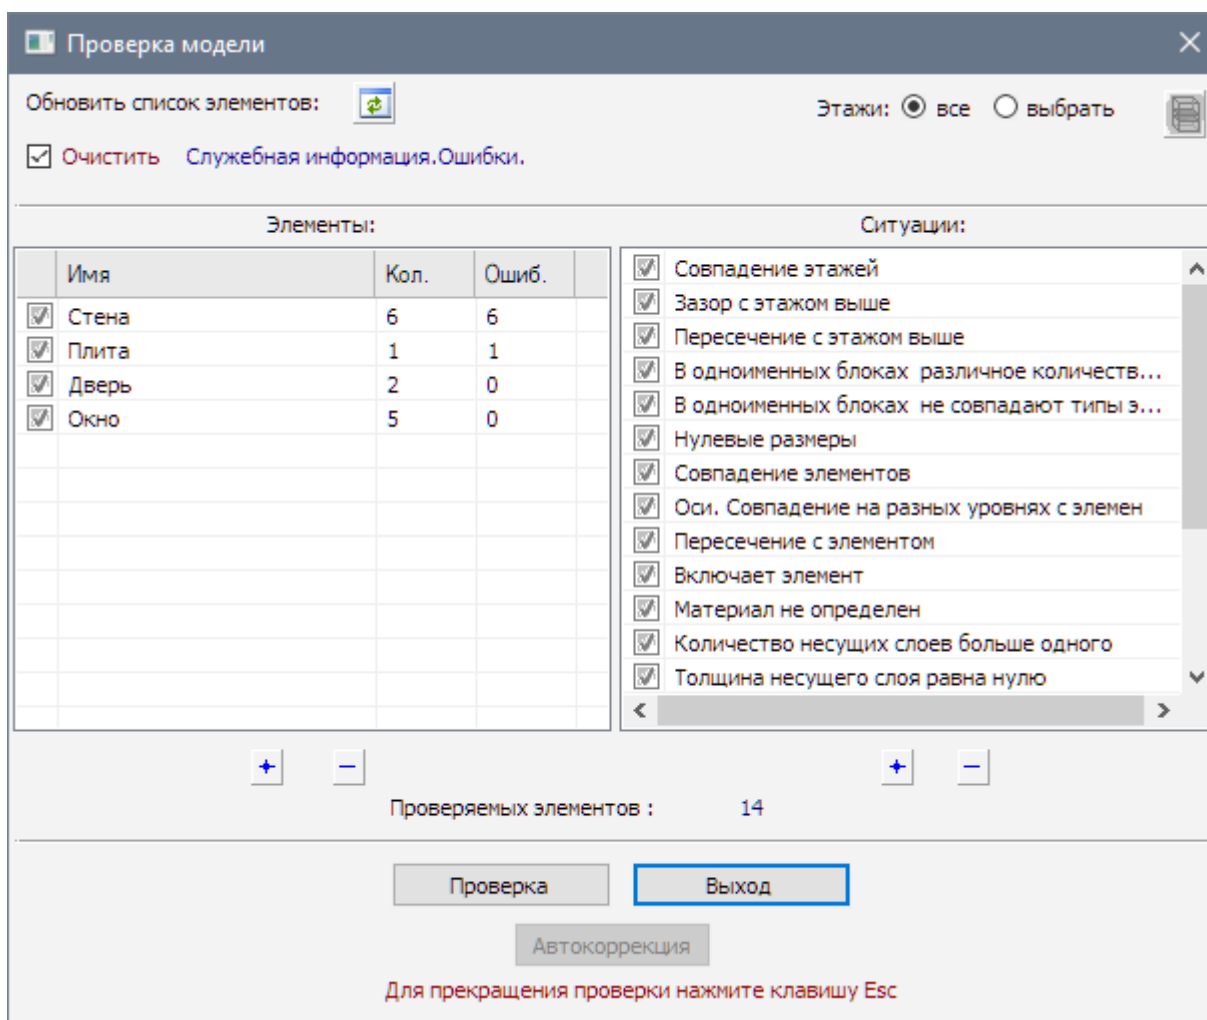 Проверка модели
Обновить список элементов:
Этажи: все выбрать
Очистить Служебная информация.Ошибки.
Элементы:
Имя Кол. Ошиб.
Стена 6 6
Плита 1 1
Дверь 2 0
Окно 5 0
Ситуации:
Совпадение этажей
Зазор с этажом выше
Пересечение с этажом выше
В одноименных блоках различное количеств...
В одноименных блоках не совпадают типы э...
Нулевые размеры
Совпадение элементов
Оси. Совпадение на разных уровнях с элемен
Пересечение с элементом
Включает элемент
Материал не определен
Количество несущих слоев больше одного
Толщина несущего слоя равна нулю
Проверяемых элементов : 14
Проверка Выход
Автокоррекция
Для прекращения проверки нажмите клавишу Esc